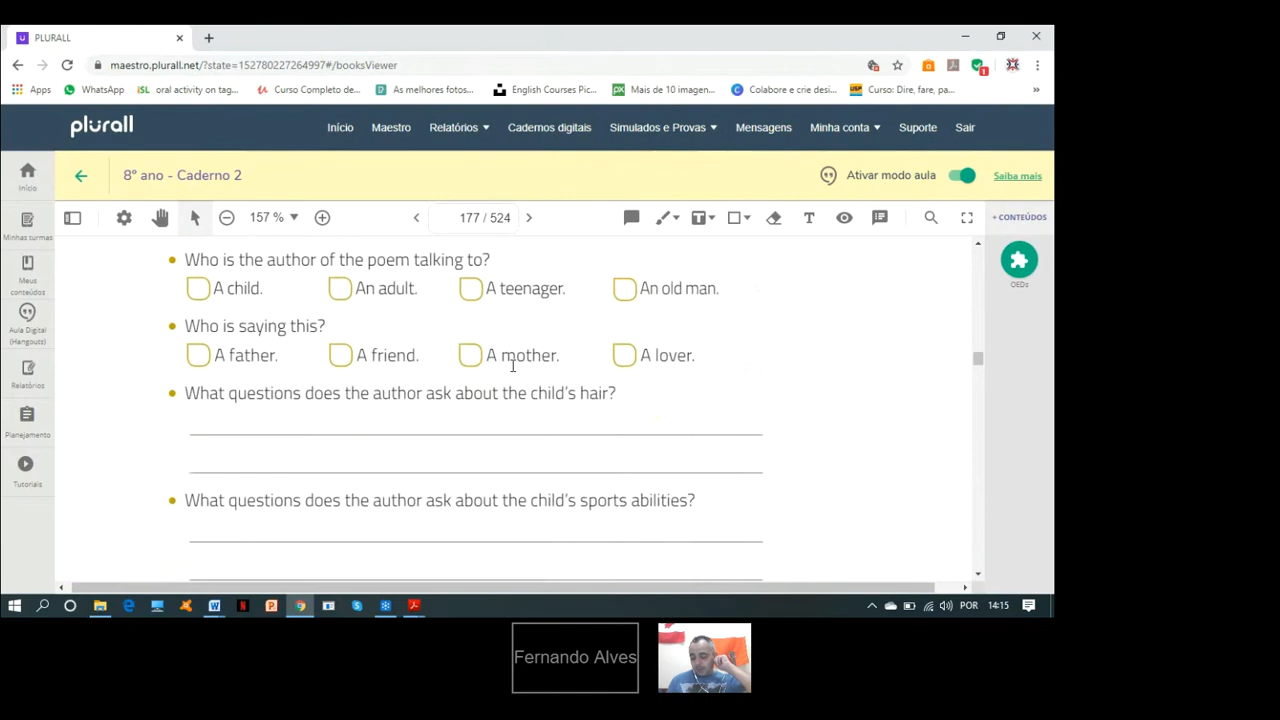 PLURALL
maestro.plurall.net/?state=152780227264997#/booksViewer
Apps WhatsApp iSL oral activity on tag... Curso Completo de... As melhores fotos... English Courses Pic... Mais de 10 imagen... Colabore e crie desi... USP Curso: Dire, fare, pa... »
plurall Início Maestro Relatórios Cadernos digitais Simulados e Provas Mensagens Minha conta Suporte Sair
8º ano - Caderno 2 Ativar modo aula Saiba mais
157 % 177 / 524 + CONTEÚDOS
Início
Minhas turmas
Meus
conteúdos
Aula Digital
(Hangouts)
Relatórios
Planejamento
Tutoriais
OEDs
• Who is the author of the poem talking to?
A child. An adult. A teenager. An old man.
• Who is saying this?
A father. A friend. A mother. A lover.
• What questions does the author ask about the child's hair?
• What questions does the author ask about the child's sports abilities?
POR 14:15
Fernando Alves